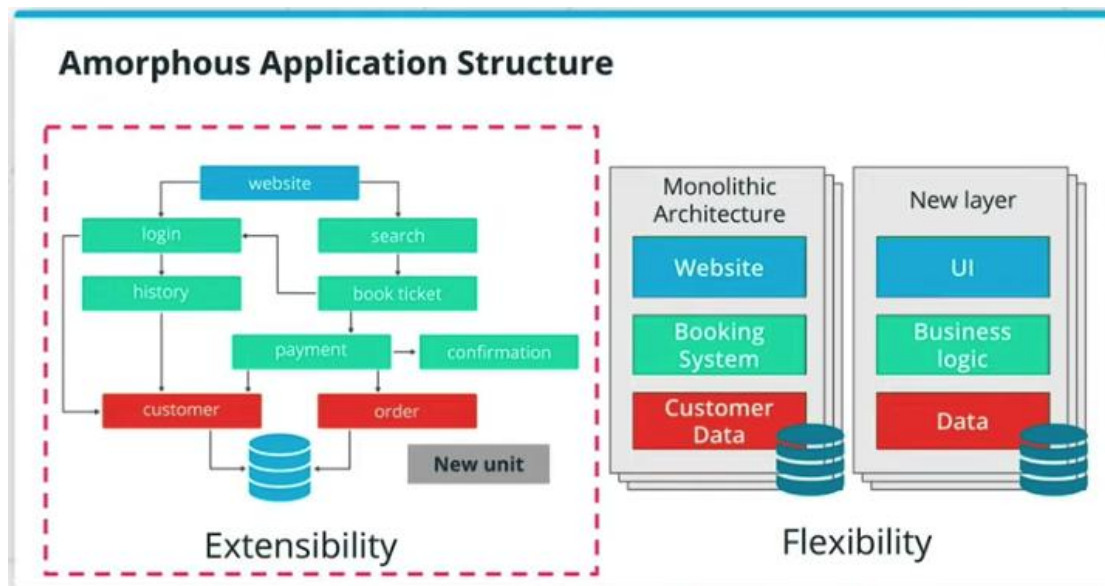 Amorphous Application Structure
website
login
search
history
book ticket
payment
confirmation
customer
order
New unit
Extensibility
Monolithic
Architecture
Website
Booking
System
Customer
Data
New layer
UI
Business
logic
Data
Flexibility